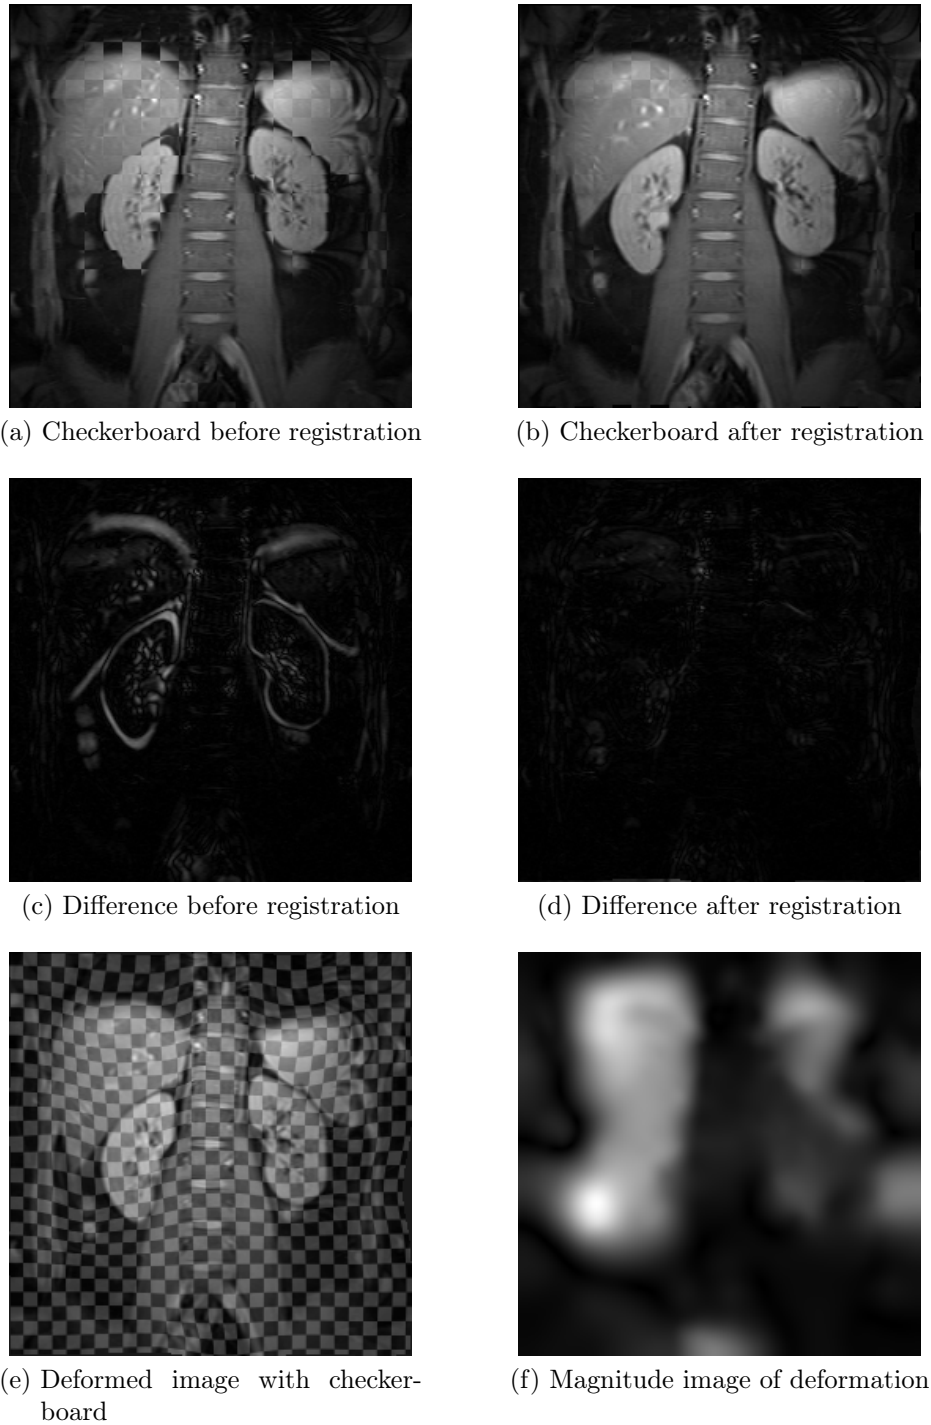 (a) Checkerboard before registration
(b) Checkerboard after registration
(c) Difference before registration
(d) Difference after registration
(e) Deformed image with checker-
board
(f) Magnitude image of deformation